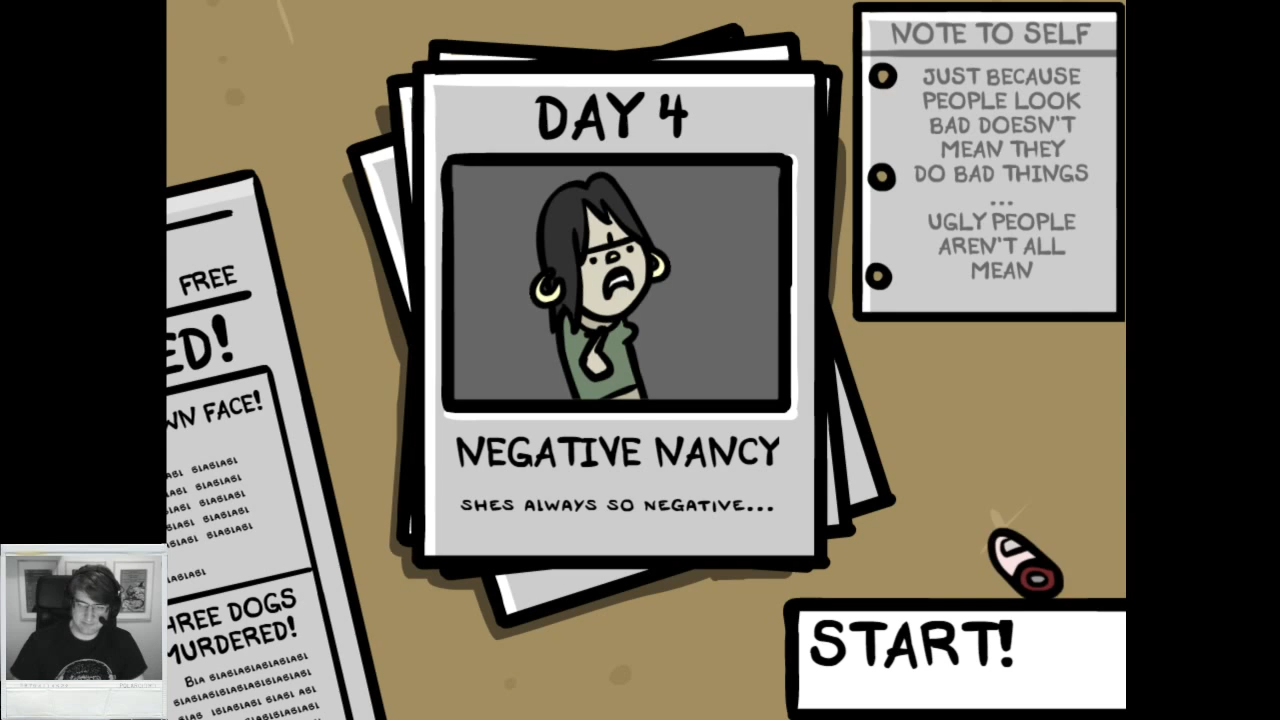 DAY 4
NEGATIVE NANCY
SHES ALWAYS SO NEGATIVE...
NOTE TO SELF
JUST BECAUSE
PEOPLE LOOK
BAD DOESN'T
MEAN THEY
DO BAD THINGS
...
UGLY PEOPLE
AREN'T ALL
MEAN
FREE
ED!
WN FACE!
HREE DOGS
MURDERED!
BLA
START!